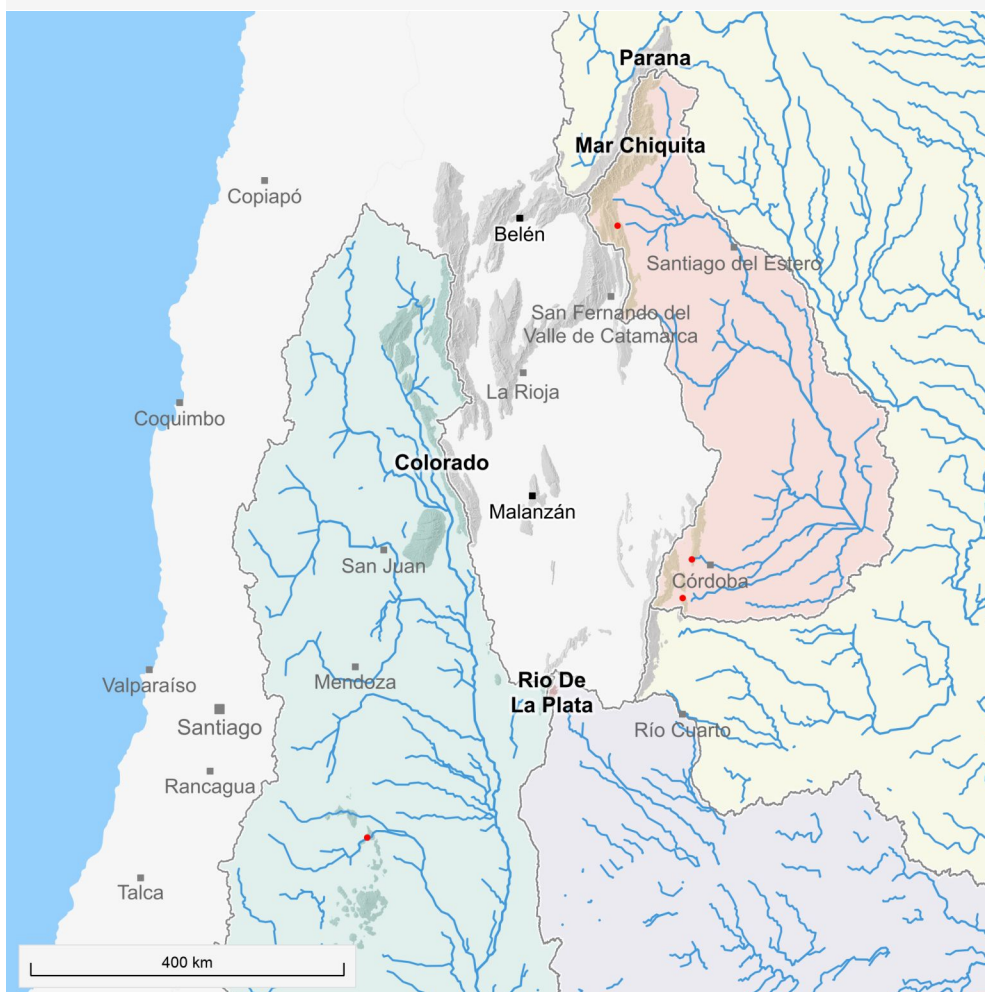 Parana
Mar Chiquita
Copiapó
Belén
Santiago del Estero
San Fernando del
Valle de Catamarca
La Rioja
Coquimbo
Colorado
Malanzán
San Juan
Córdoba
Valparaíso
Mendoza
Rio De
La Plata
Santiago
Río Cuarto
Rancagua
Talca
400 km